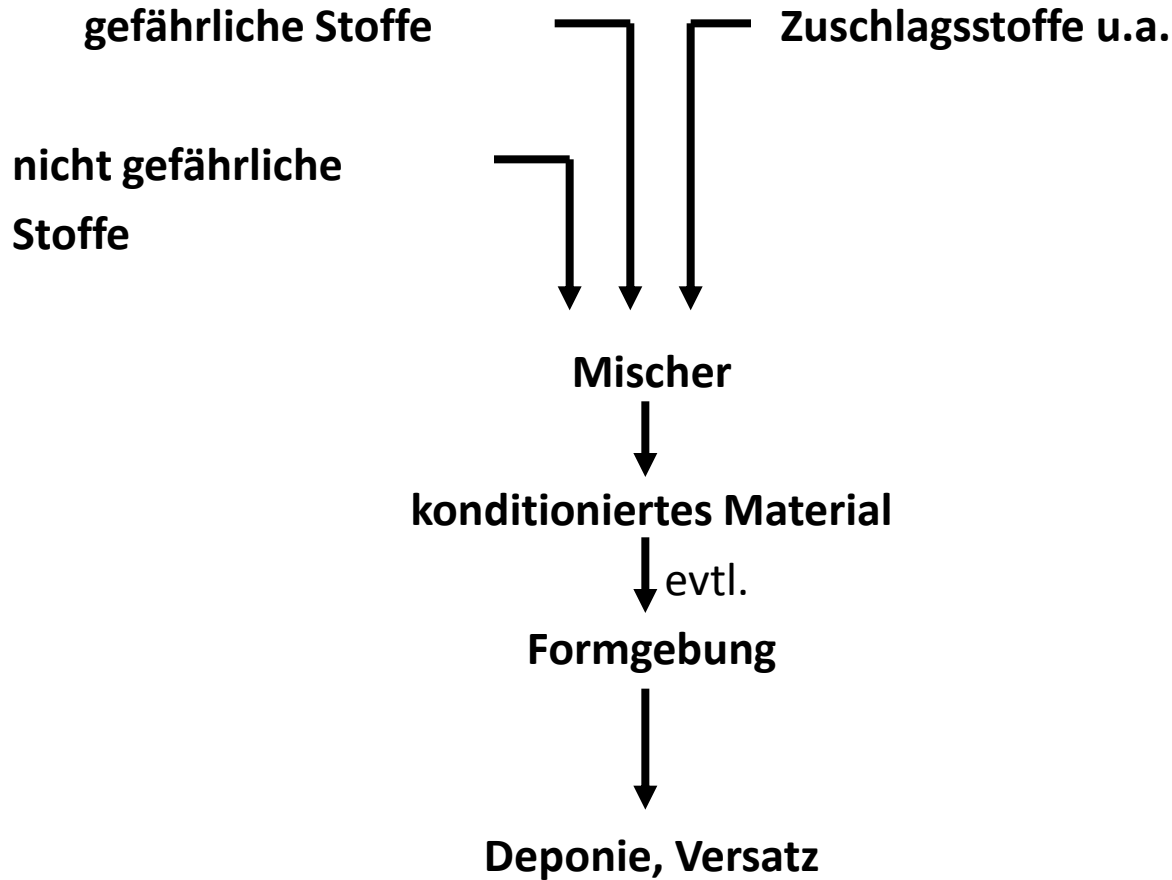 gefährliche Stoffe
Zuschlagsstoffe u.a.
nicht gefährliche
Stoffe
Mischer
konditioniertes Material
evtl.
Formgebung
Deponie, Versatz